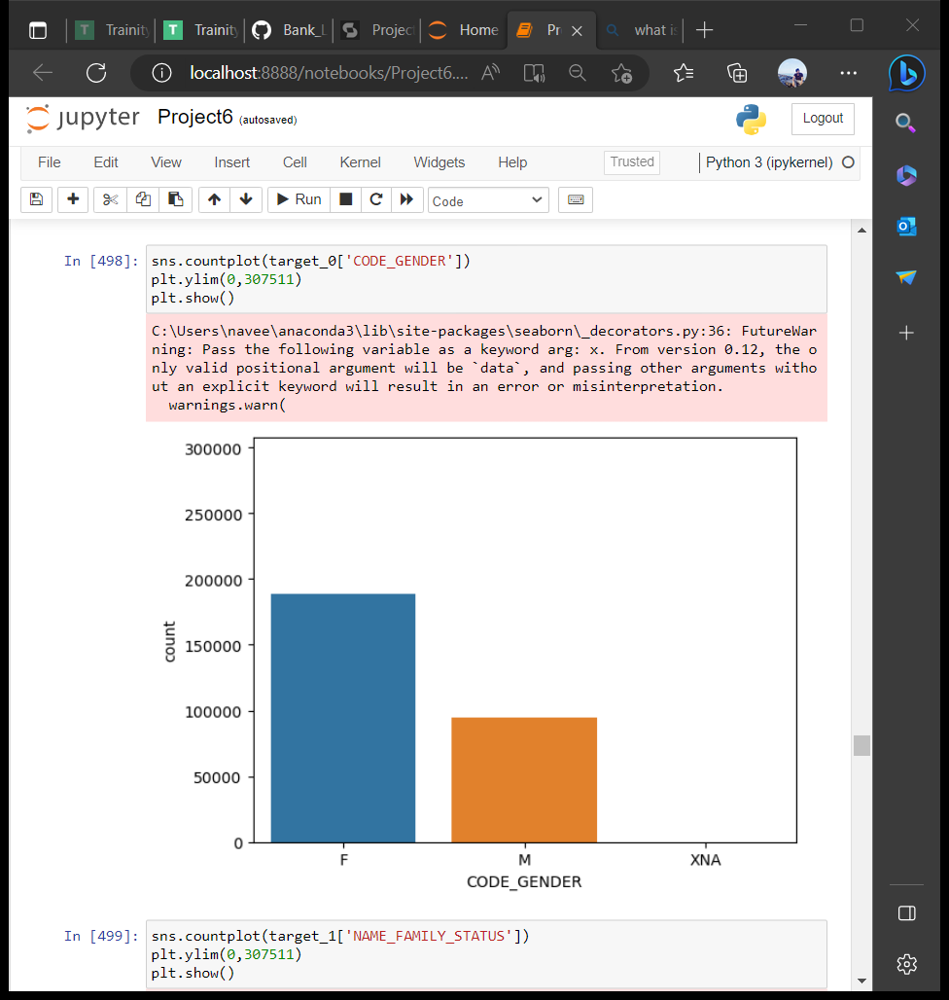 Trainity
Trainity
Bank_L
Project
Home
Pr
what is
localhost:8888/notebooks/Project6....
jupyter Project6 (autosaved)
Logout
File Edit View Insert Cell Kernel Widgets Help
Trusted
Python 3 (ipykernel)
Run
Code
In [498]:
sns.countplot(target_0['CODE_GENDER'])
plt.ylim(0,307511)
plt.show()
C:\Users\navee\anaconda3\lib\site-packages\seaborn\_decorators.py:36: FutureWar
ning: Pass the following variable as a keyword arg: x. From version 0.12, the o
nly valid positional argument will be `data`, and passing other arguments witho
ut an explicit keyword will result in an error or misinterpretation.
warnings.warn(
300000
250000
200000
150000
100000
50000
0
count
F M XNA
CODE_GENDER
In [499]:
sns.countplot(target_1['NAME_FAMILY_STATUS'])
plt.ylim(0,307511)
plt.show()